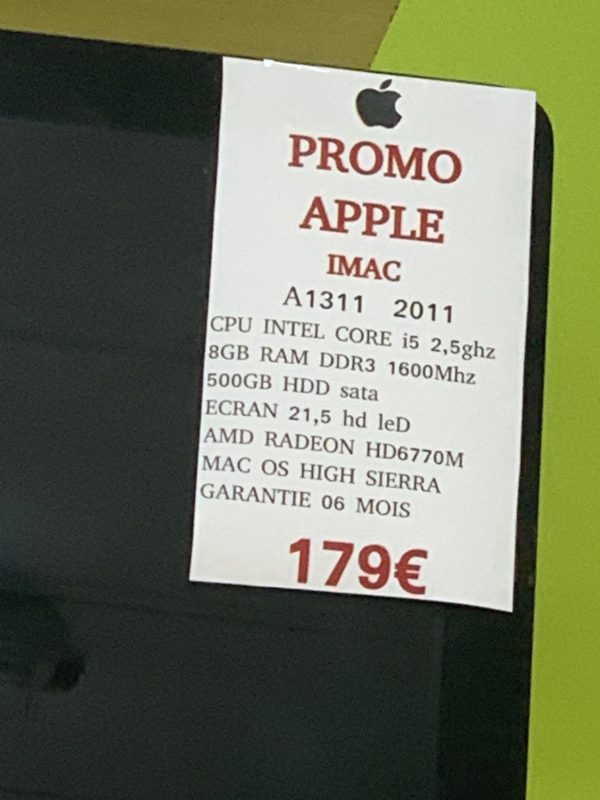 PROMO
APPLE
IMAC
A1311 2011
CPU INTEL CORE i5 2,5ghz
8GB RAM DDR3 1600Mhz
500GB HDD sata
ECRAN 21,5 hd leD
AMD RADEON HD6770M
MAC OS HIGH SIERRA
GARANTIE 06 MOIS
179€